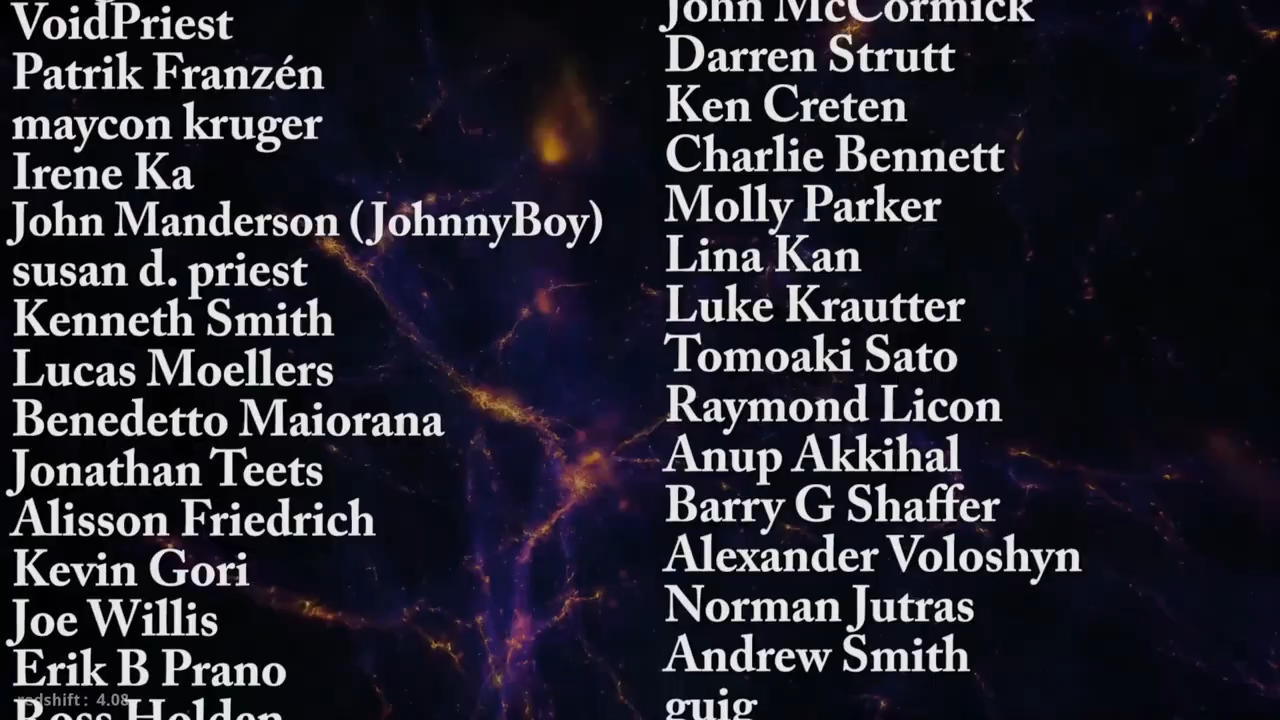 VoidPriest
Patrik Franzén
maycon kruger
Irene Ka
John Manderson (JohnnyBoy)
susan d. priest
Kenneth Smith
Lucas Moellers
Benedetto Maiorana
Jonathan Teets
Alisson Friedrich
Kevin Gori
Joe Willis
Erik B Prano
redshift: 4.08
Ross Holden
John McCormick
Darren Strutt
Ken Creten
Charlie Bennett
Molly Parker
Lina Kan
Luke Krautter
Tomoaki Sato
Raymond Licon
Anup Akkihal
Barry G Shaffer
Alexander Voloshyn
Norman Jutras
Andrew Smith
guig